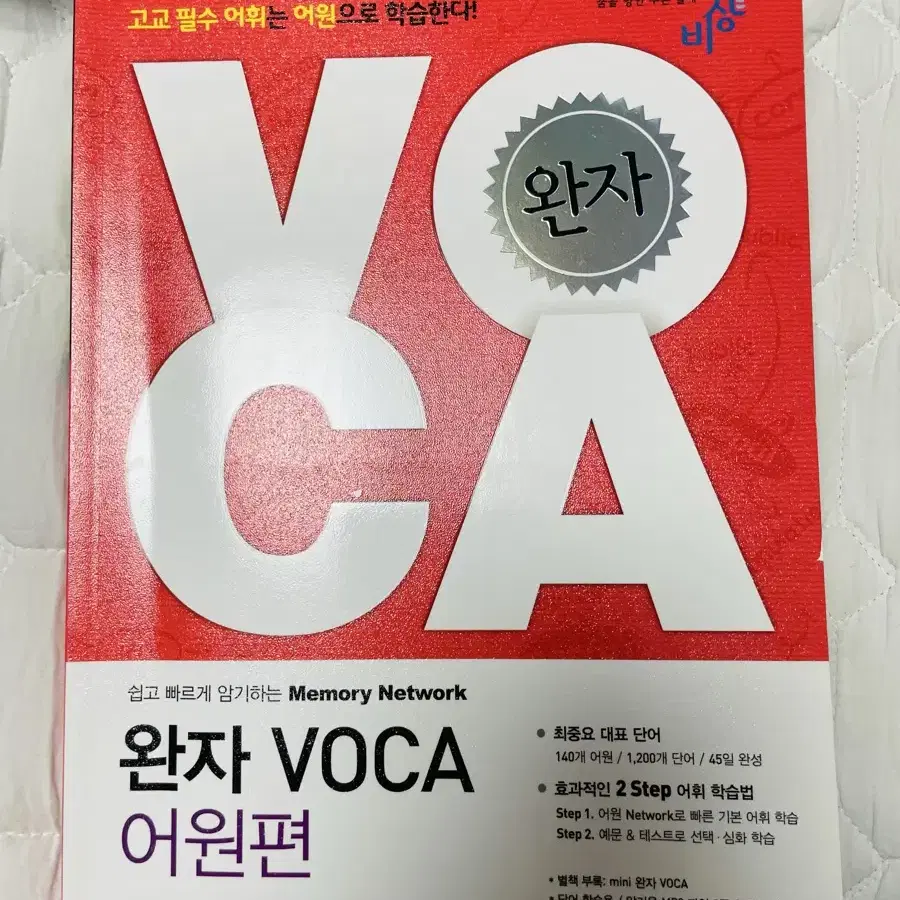 고교 필수 어휘는 어원으로 학습한다!
비상
VOCA
완자
쉽고 빠르게 암기하는 Memory Network
완자 VOCA
어원편
• 최중요 대표 단어
140개 어원 / 1,200개 단어 / 45일 완성
• 효과적인 2 Step 어휘 학습법
Step 1. 어원 Network로 빠른 기본 어휘 학습
Step 2. 예문 & 테스트로 선택·심화 학습
• 별책 부록: mini 완자 VOCA